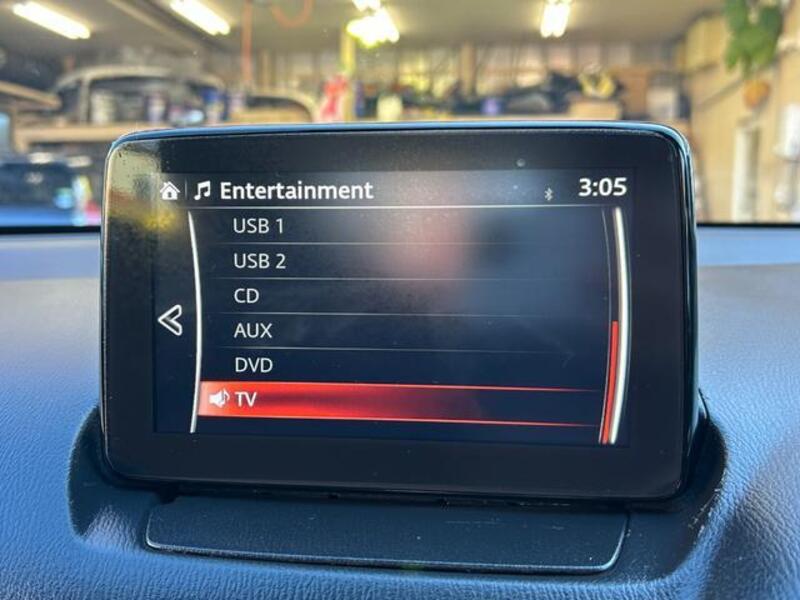 Entertainment 3:05
USB 1
USB 2
CD
AUX
DVD
TV